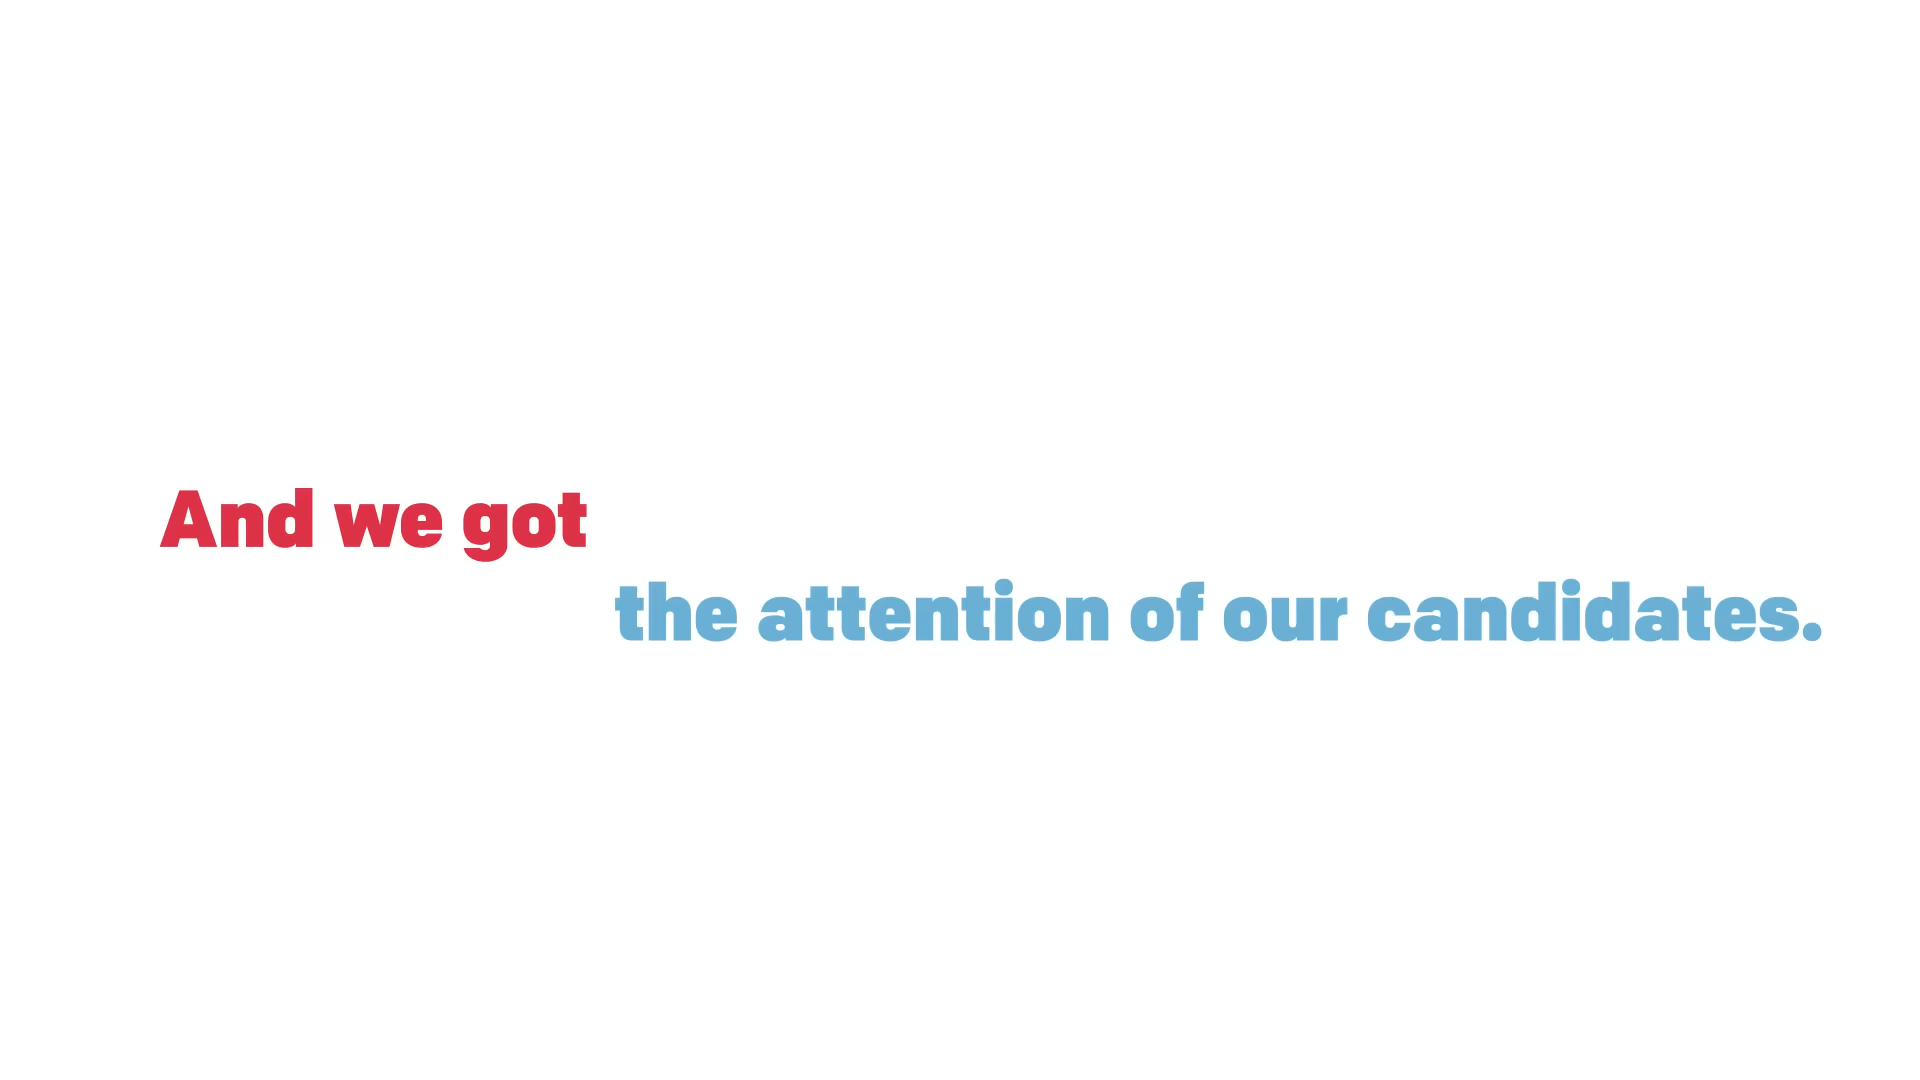 And we got
the attention of our candidates.